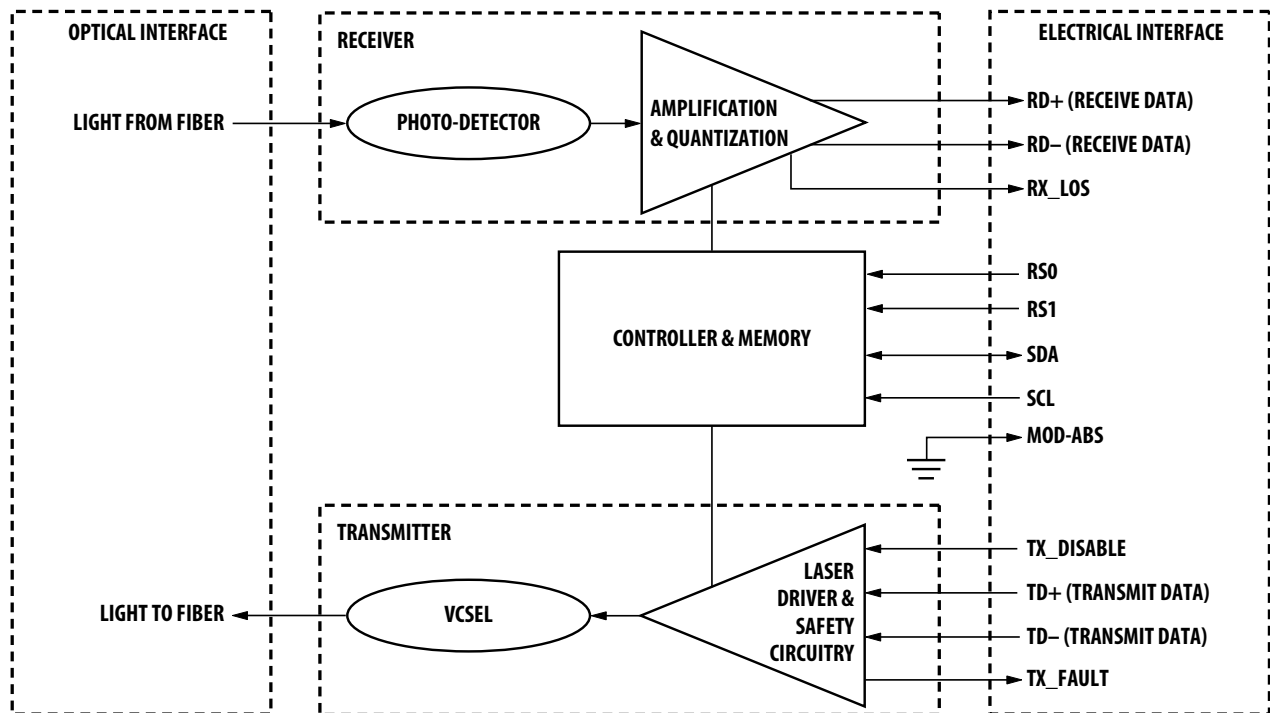 OPTICAL INTERFACE
RECEIVER
ELECTRICAL INTERFACE
LIGHT FROM FIBER
PHOTO-DETECTOR
AMPLIFICATION
& QUANTIZATION
RD+ (RECEIVE DATA)
RD– (RECEIVE DATA)
RX_LOS
CONTROLLER & MEMORY
RS0
RS1
SDA
SCL
MOD-ABS
TRANSMITTER
LIGHT TO FIBER
VCSEL
LASER
DRIVER &
SAFETY
CIRCUITRY
TX_DISABLE
TD+ (TRANSMIT DATA)
TD– (TRANSMIT DATA)
TX_FAULT